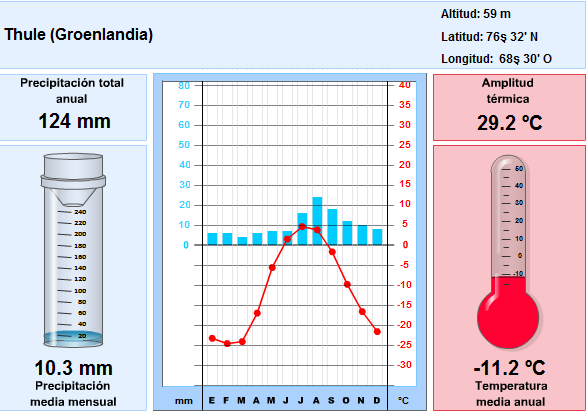 Thule (Groenlandia)
Altitud: 59 m
Latitud: 76ş 32' N
Longitud: 68ş 30' O
Precipitación total
anual
124 mm
240
220
200
180
160
140
120
100
80
60
40
20
10.3 mm
Precipitación
media mensual
80
70
60
50
40
30
20
10
0
40
35
30
25
20
15
10
5
0
-5
-10
-15
-20
-25
-30
mm E F M A M J J A S O N D ºC
Amplitud
térmica
29.2 ºC
50
40
30
20
10
0
-10
-11.2 ºC
Temperatura
media anual